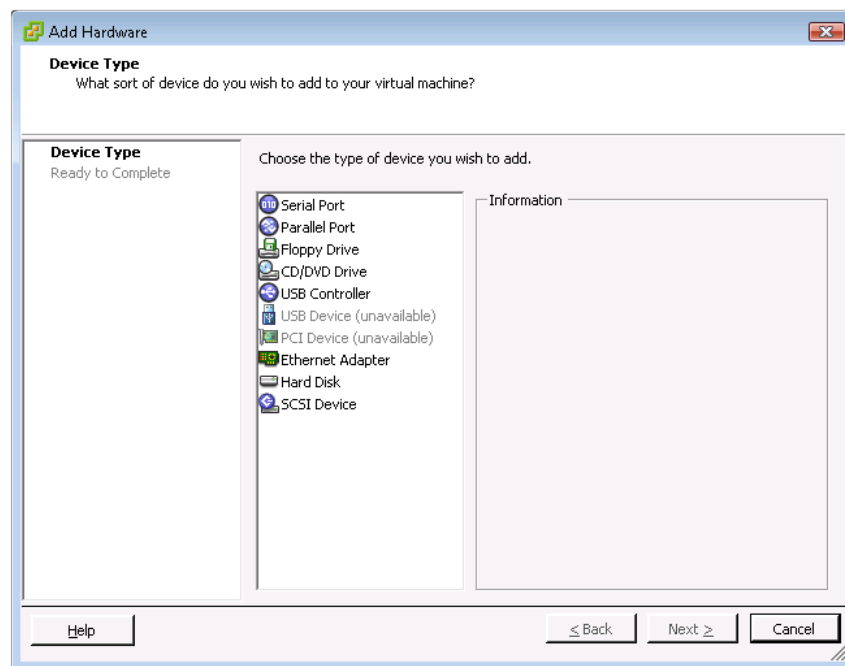 Add Hardware
Device Type
What sort of device do you wish to add to your virtual machine?
Device Type
Ready to Complete
Choose the type of device you wish to add.
Serial Port
Parallel Port
Floppy Drive
CD/DVD Drive
USB Controller
USB Device (unavailable)
PCI Device (unavailable)
Ethernet Adapter
Hard Disk
SCSI Device
Information
Help
< Back
Next >
Cancel